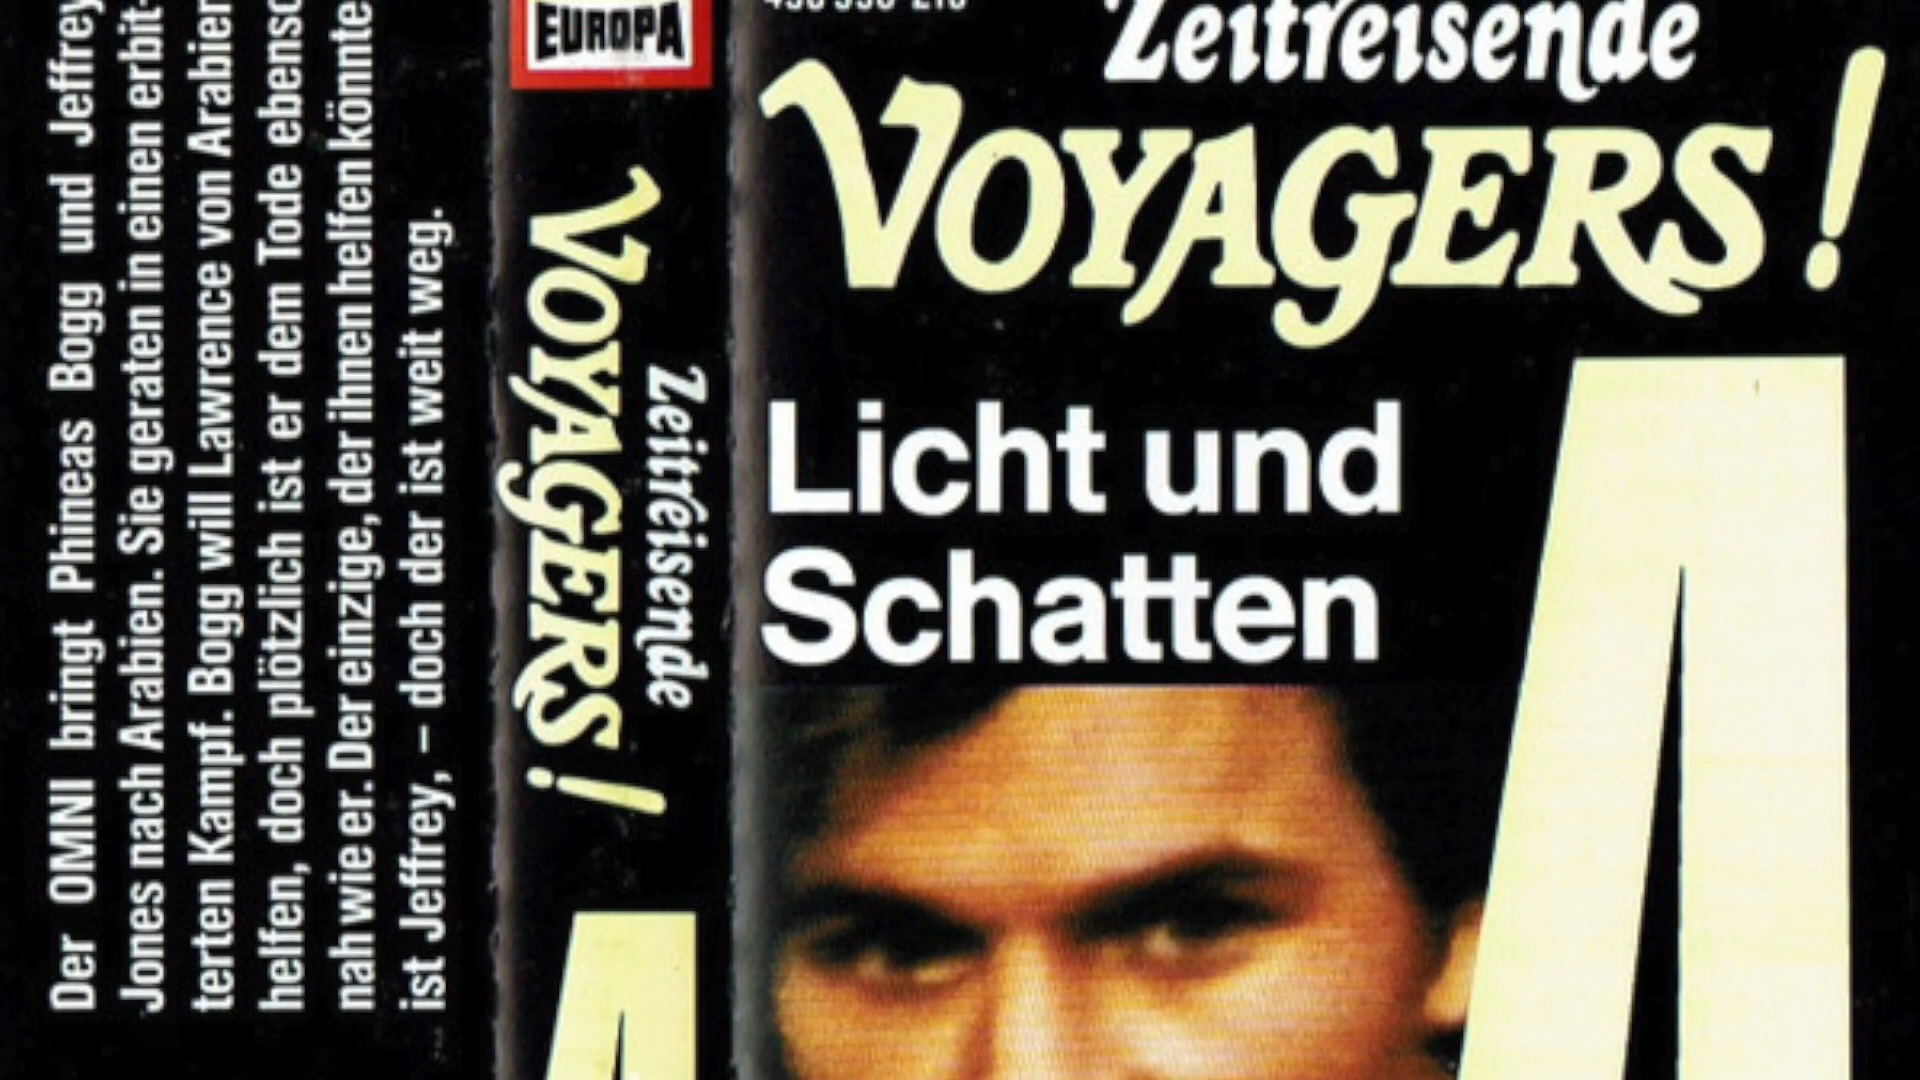 Der OMNI bringt Phineas Bogg und Jeffrey
Jones nach Arabien. Sie geraten in einen erbit-
terten Kampf. Bogg will Lawrence von Arabien
helfen, doch plötzlich ist er dem Tode ebenso
nah wie er. Der einzige, der ihnen helfen könnte
ist Jeffrey, – doch der ist weit weg.
EUROPA
Zeitreisende
VOYAGERS!
Zeitreisende
VOYAGERS!
Licht und
Schatten